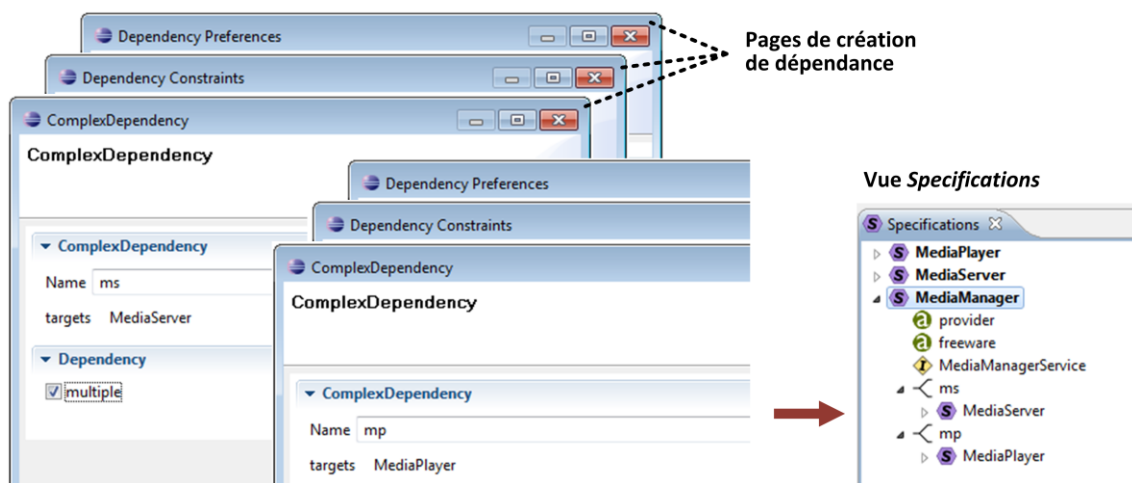 Dependency Preferences
Dependency Constraints
ComplexDependency
ComplexDependency
ComplexDependency
Name ms
targets MediaServer
Dependency
multiple
Dependency Preferences
Dependency Constraints
ComplexDependency
ComplexDependency
ComplexDependency
Name mp
targets MediaPlayer
Pages de création
de dépendance
Vue Specifications
Specifications
S MediaPlayer
S MediaServer
S MediaManager
a provider
a freeware
I MediaManagerService
ms
S MediaServer
mp
S MediaPlayer